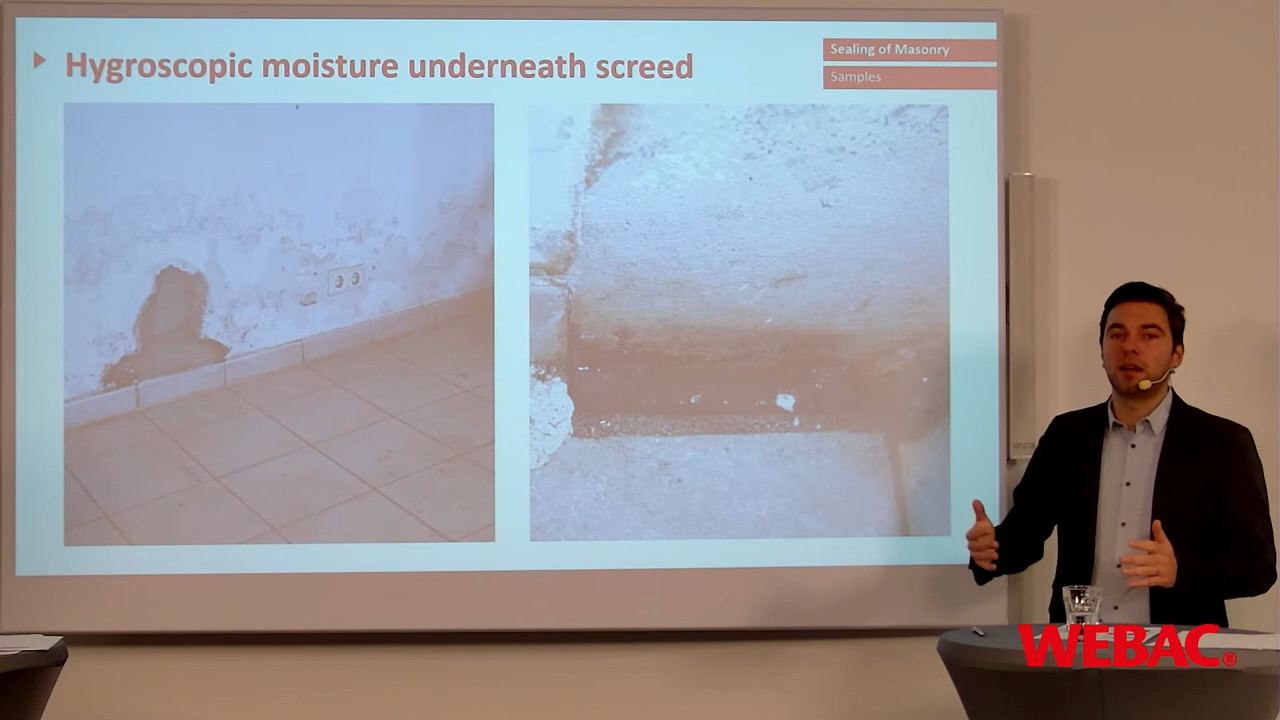 Hygroscopic moisture underneath screed
Sealing of Masonry
Samples
WEBAC®